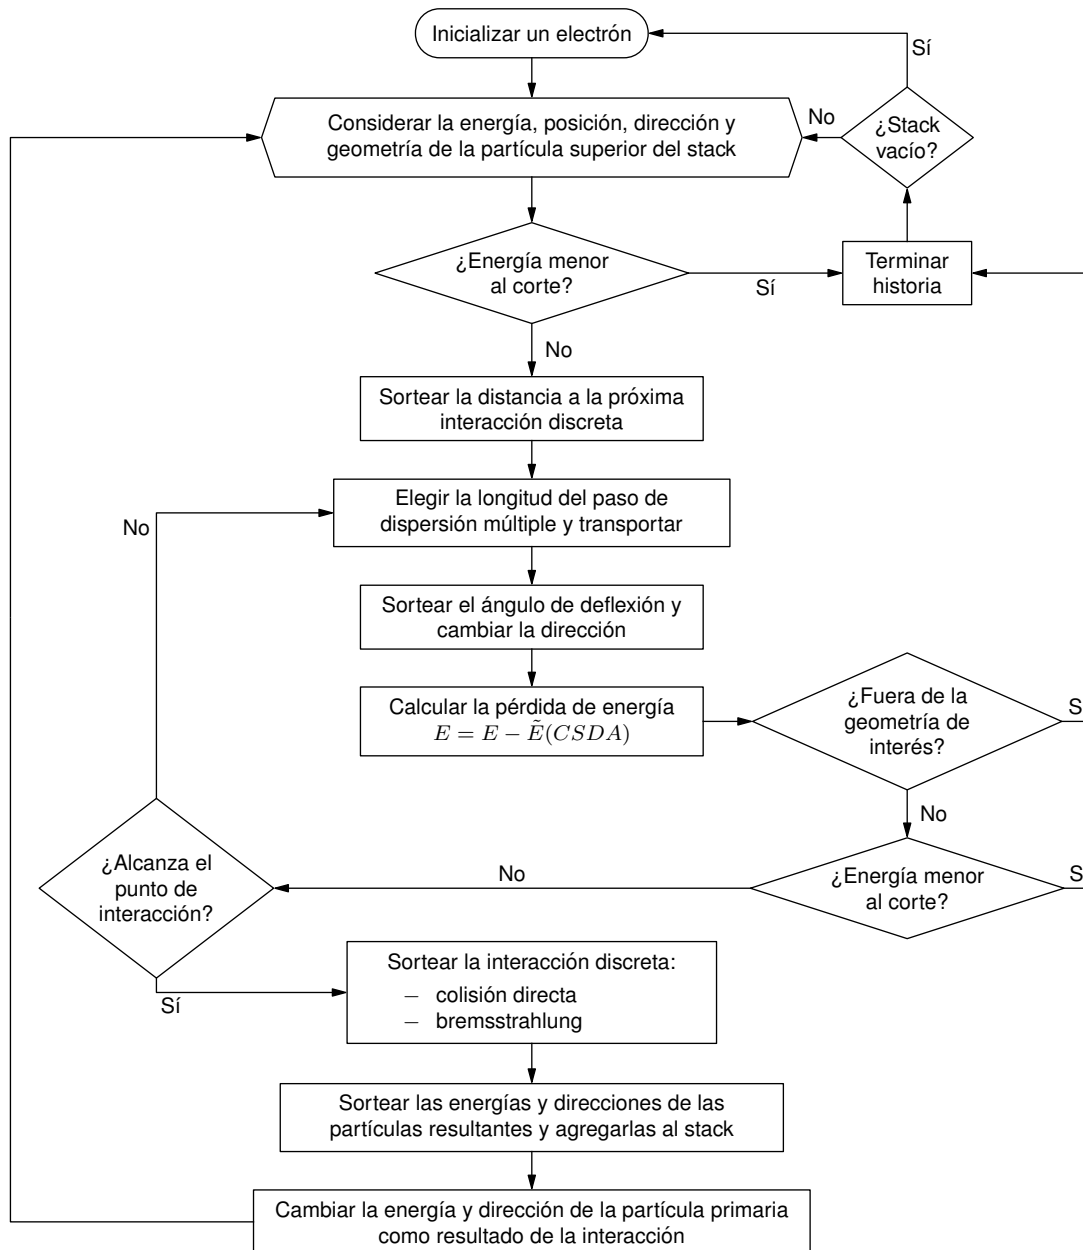 Inicializar un electrón
Sí
Considerar la energía, posición, dirección y
geometría de la partícula superior del stack
No
¿Stack
vacío?
¿Energía menor
al corte?
Sí
Terminar
historia
No
Sortear la distancia a la próxima
interacción discreta
Elegir la longitud del paso de
dispersión múltiple y transportar
No
Sortear el ángulo de deflexión y
cambiar la dirección
Calcular la pérdida de energía
E = E − Ẽ(CSDA)
¿Fuera de la
geometría de
interés?
S
No
¿Alcanza el
punto de
interacción?
No
¿Energía menor
al corte?
S
Sí
Sortear la interacción discreta:
− colisión directa
− bremsstrahlung
Sortear las energías y direcciones de las
partículas resultantes y agregarlas al stack
Cambiar la energía y dirección de la partícula primaria
como resultado de la interacción